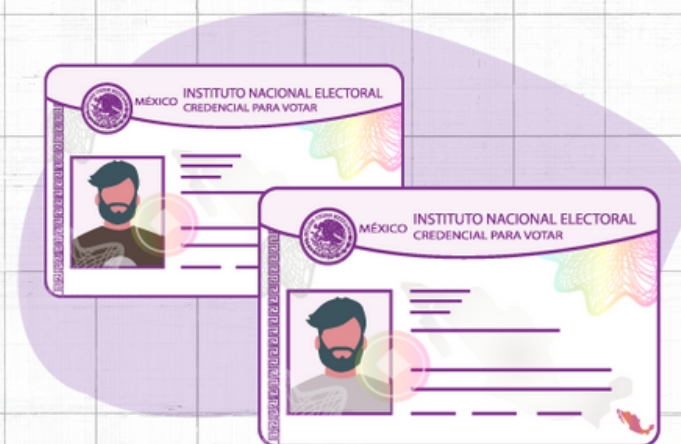 MÉXICO
INSTITUTO NACIONAL ELECTORAL
CREDENCIAL PARA VOTAR
MÉXICO
INSTITUTO NACIONAL ELECTORAL
CREDENCIAL PARA VOTAR